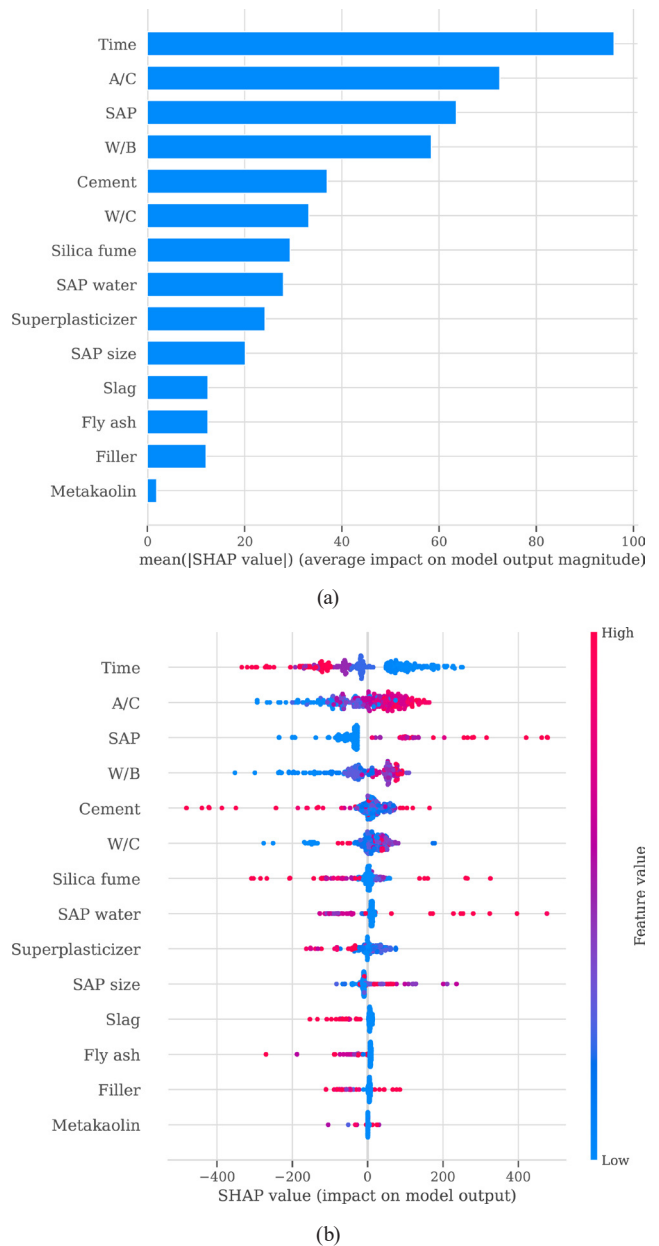 Time
A/C
SAP
W/B
Cement
W/C
Silica fume
SAP water
Superplasticizer
SAP size
Slag
Fly ash
Filler
Metakaolin
0 20 40 60 80 100
mean(|SHAP value|) (average impact on model output magnitude)
(a)
High
Time
A/C
SAP
W/B
Cement
W/C
Silica fume
SAP water
Superplasticizer
SAP size
Slag
Fly ash
Filler
Metakaolin
Feature value
Low
−400 −200 0 200 400
SHAP value (impact on model output)
(b)